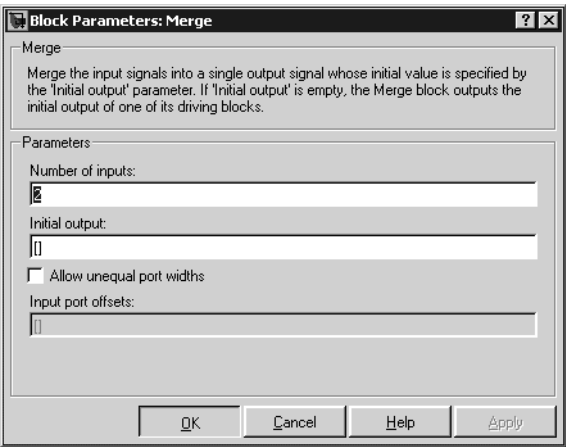 Block Parameters: Merge
Merge
Merge the input signals into a single output signal whose initial value is specified by
the 'Initial output' parameter. If 'Initial output' is empty, the Merge block outputs the
initial output of one of its driving blocks.
Parameters
Number of inputs:
2
Initial output:
[]
Allow unequal port widths
Input port offsets:
[]
OK Cancel Help Apply